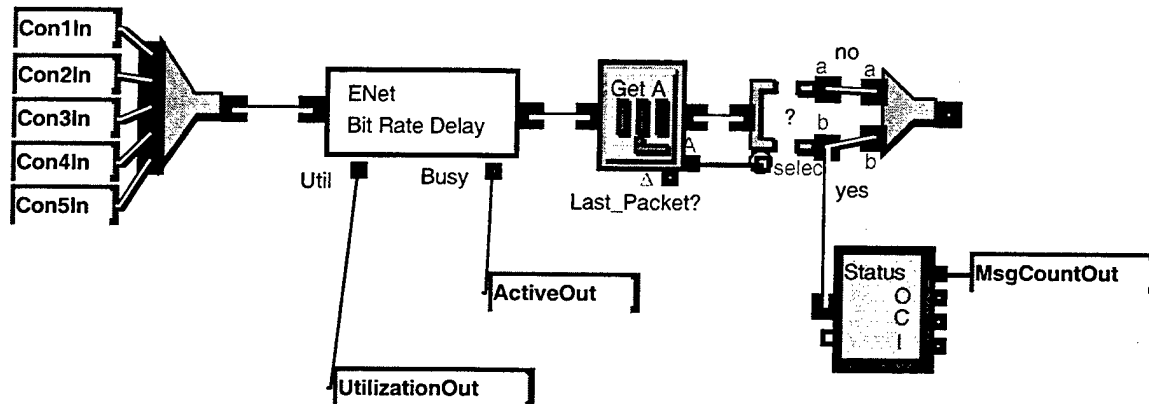 Con1In
Con2In
Con3In
Con4In
Con5In
ENet
Bit Rate Delay
Util
Busy
Get A
A
Δ
Last_Packet?
?
selec
a
no
a
b
b
yes
Status
O
C
I
MsgCountOut
ActiveOut
UtilizationOut